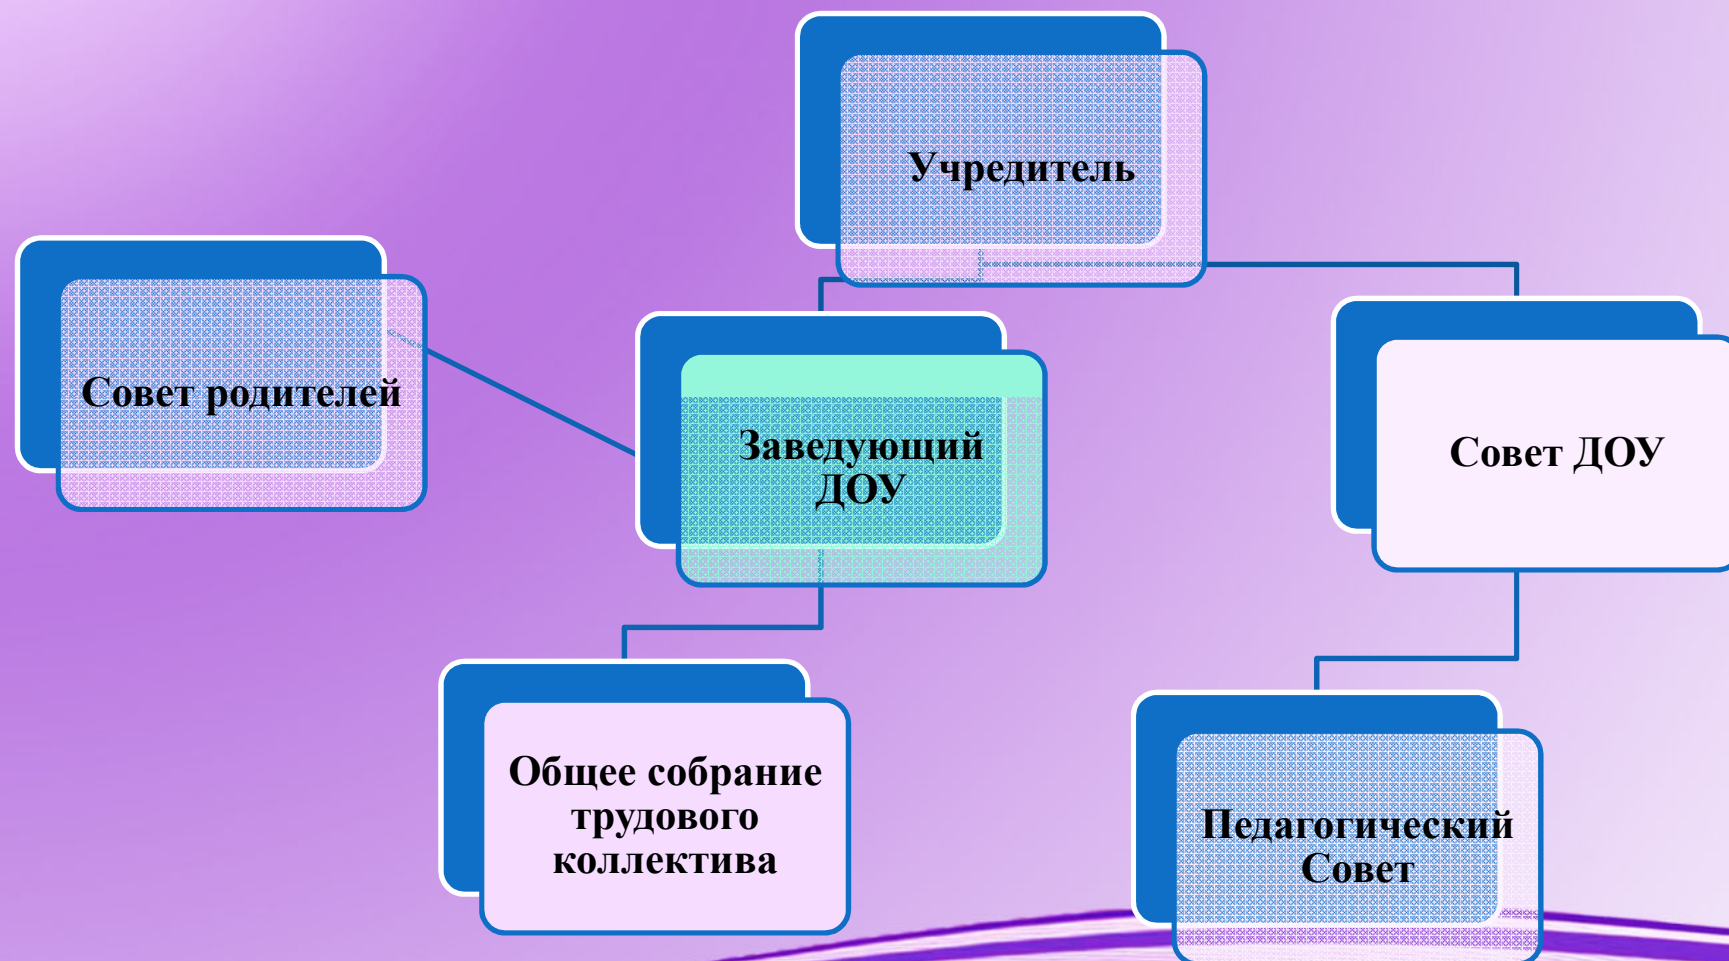 Учредитель
Совет родителей
Заведующий
ДОУ
Совет ДОУ
Общее собрание
трудового
коллектива
Педагогический
Совет